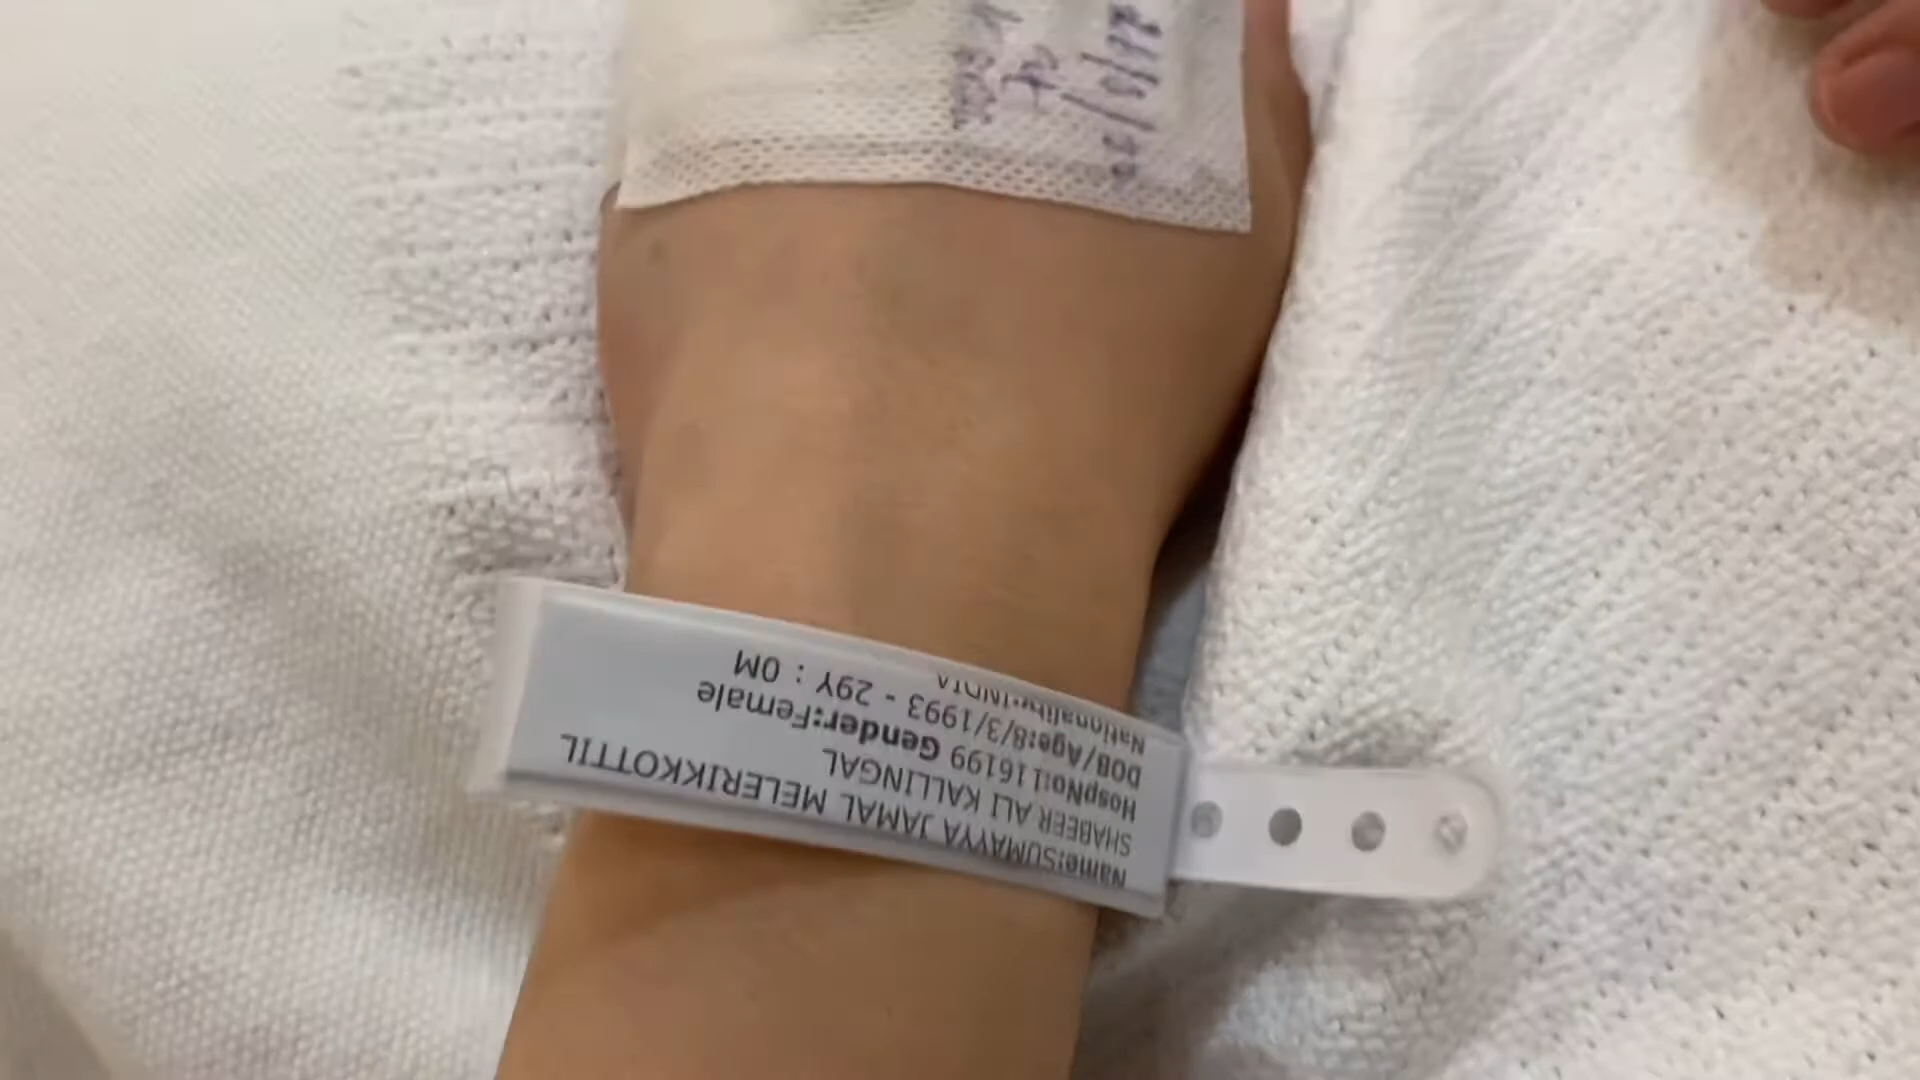 Name:SUMAYYA JAMAL MELERIKKOTTIL
SHABEER ALI KALLINGAL
HospNo:116199 Gender:Female
DOB/Age:8/3/1993 - 29Y : 0M
Nationality:INDIA